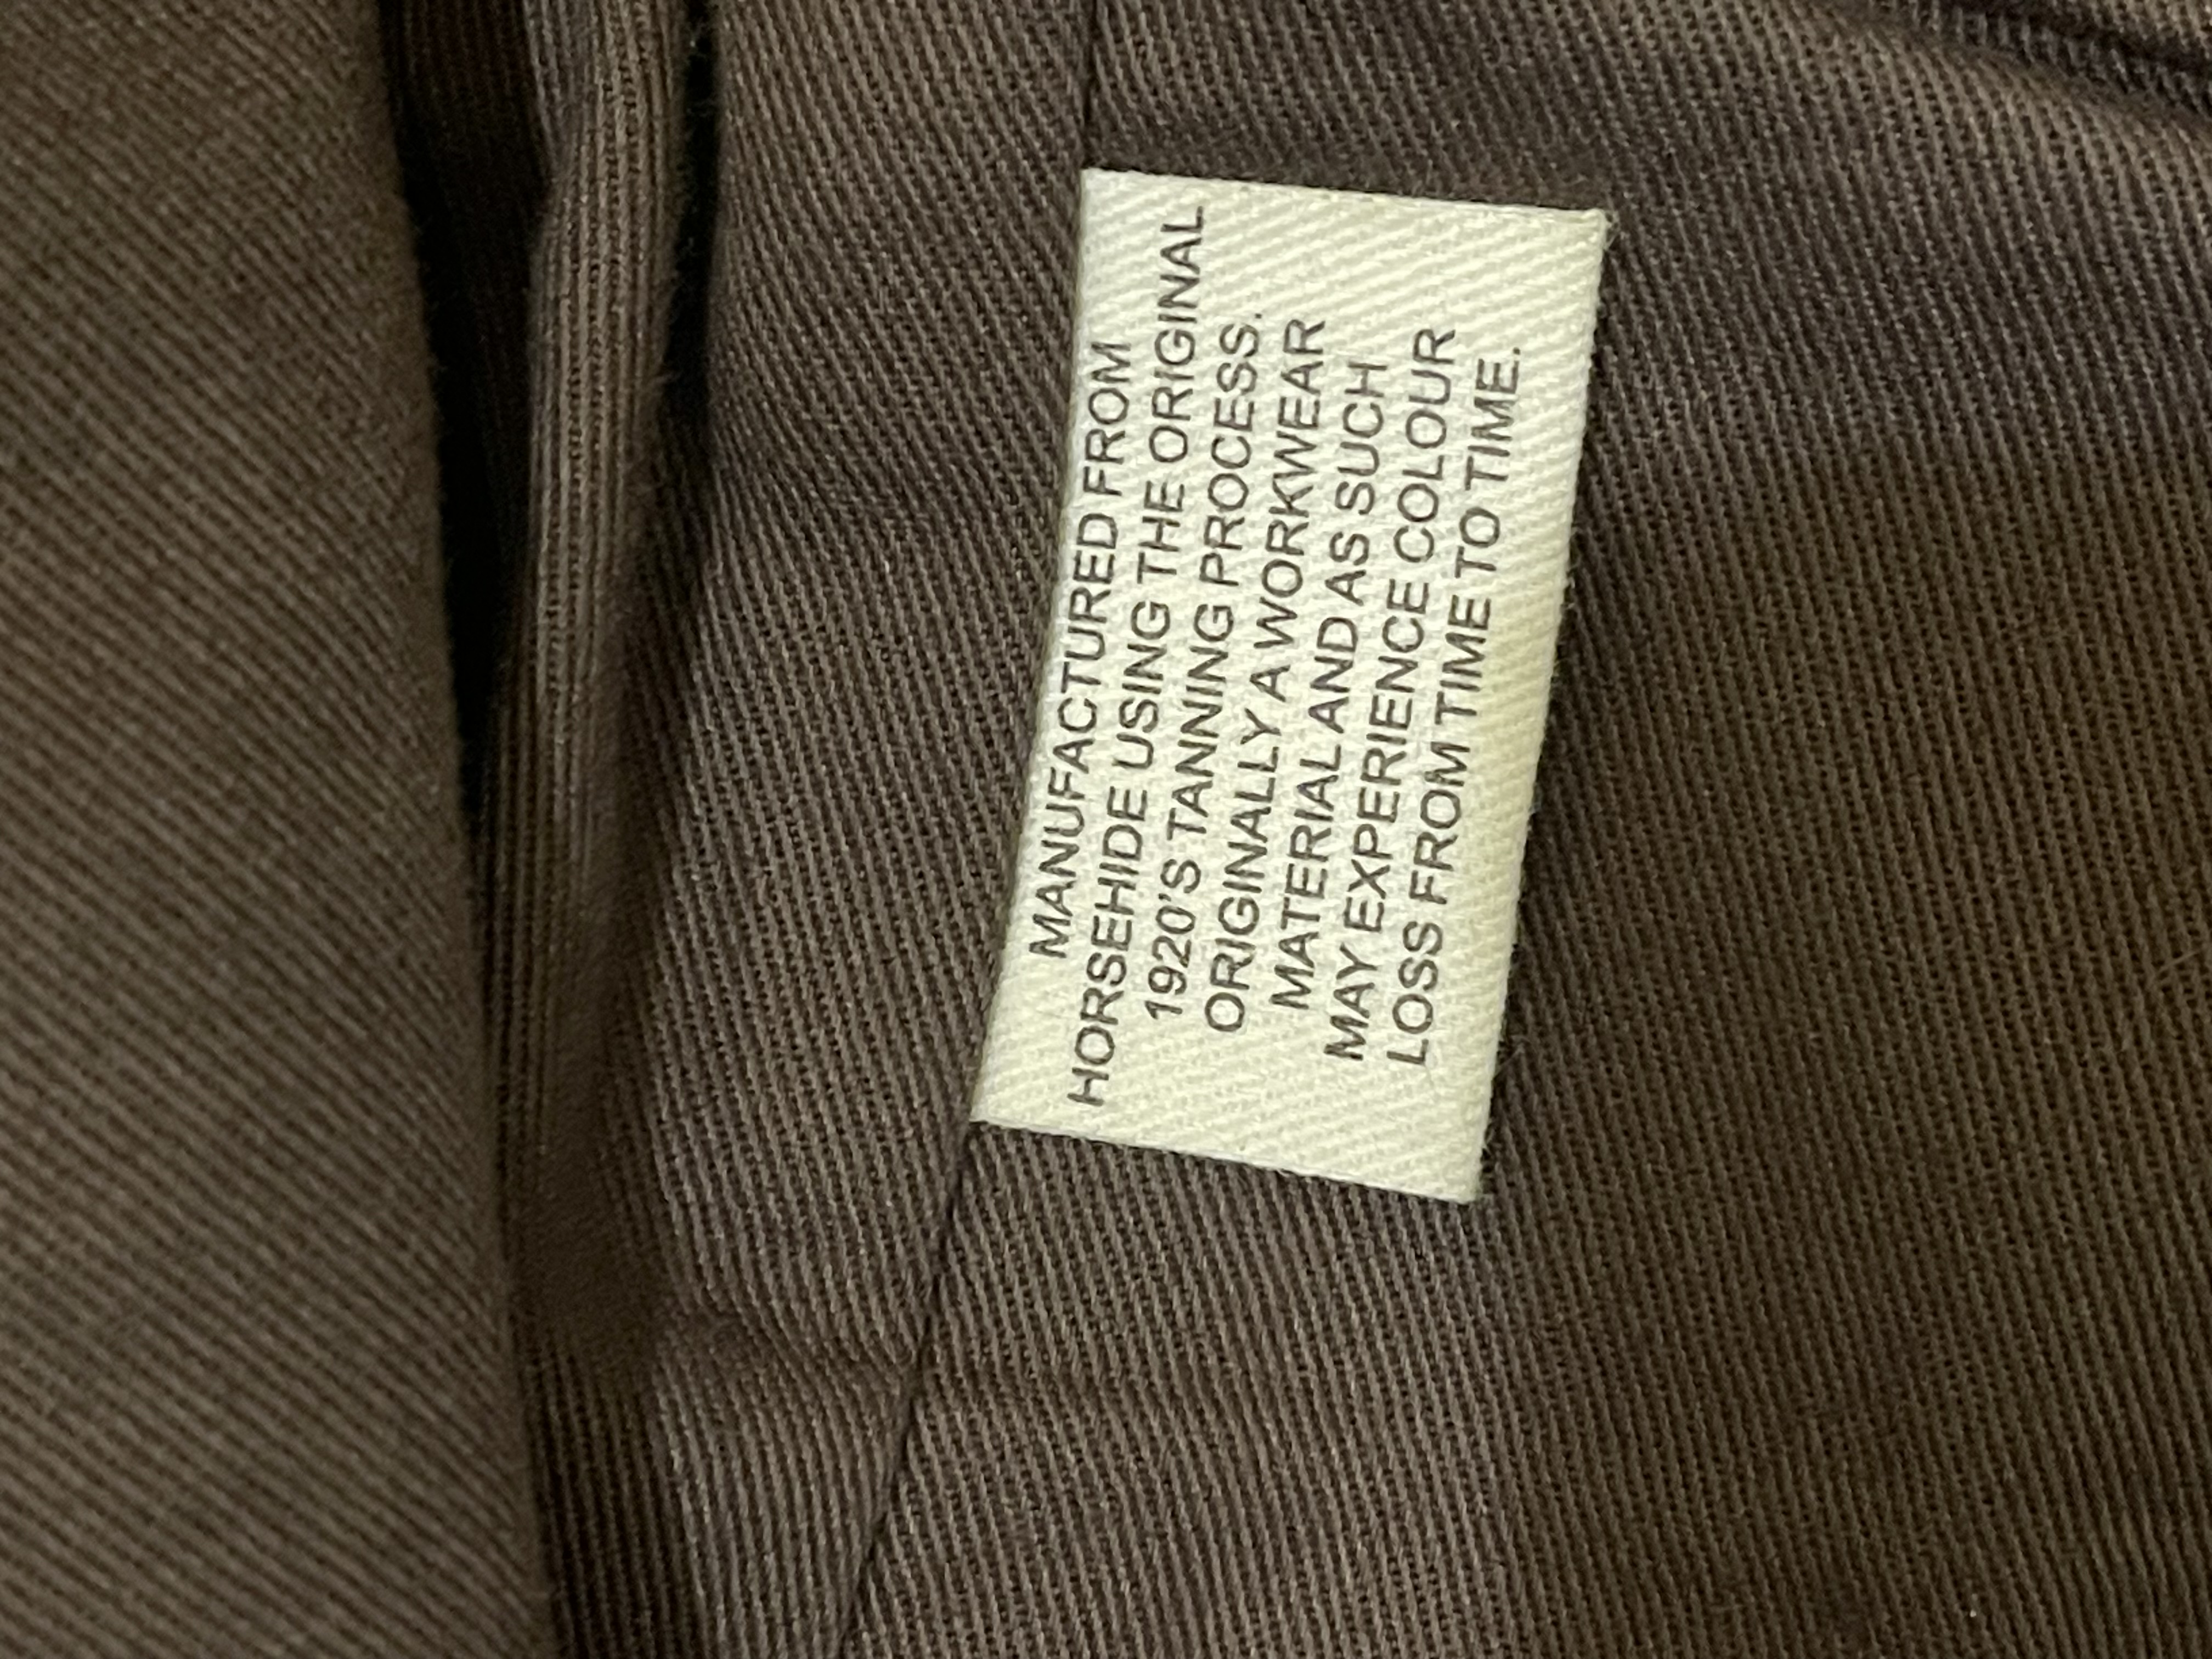 MANUFACTURED FROM
HORSEHIDE USING THE ORIGINAL
1920'S TANNING PROCESS.
ORIGINALLY A WORKWEAR
MATERIAL AND AS SUCH
MAY EXPERIENCE COLOUR
LOSS FROM TIME TO TIME.